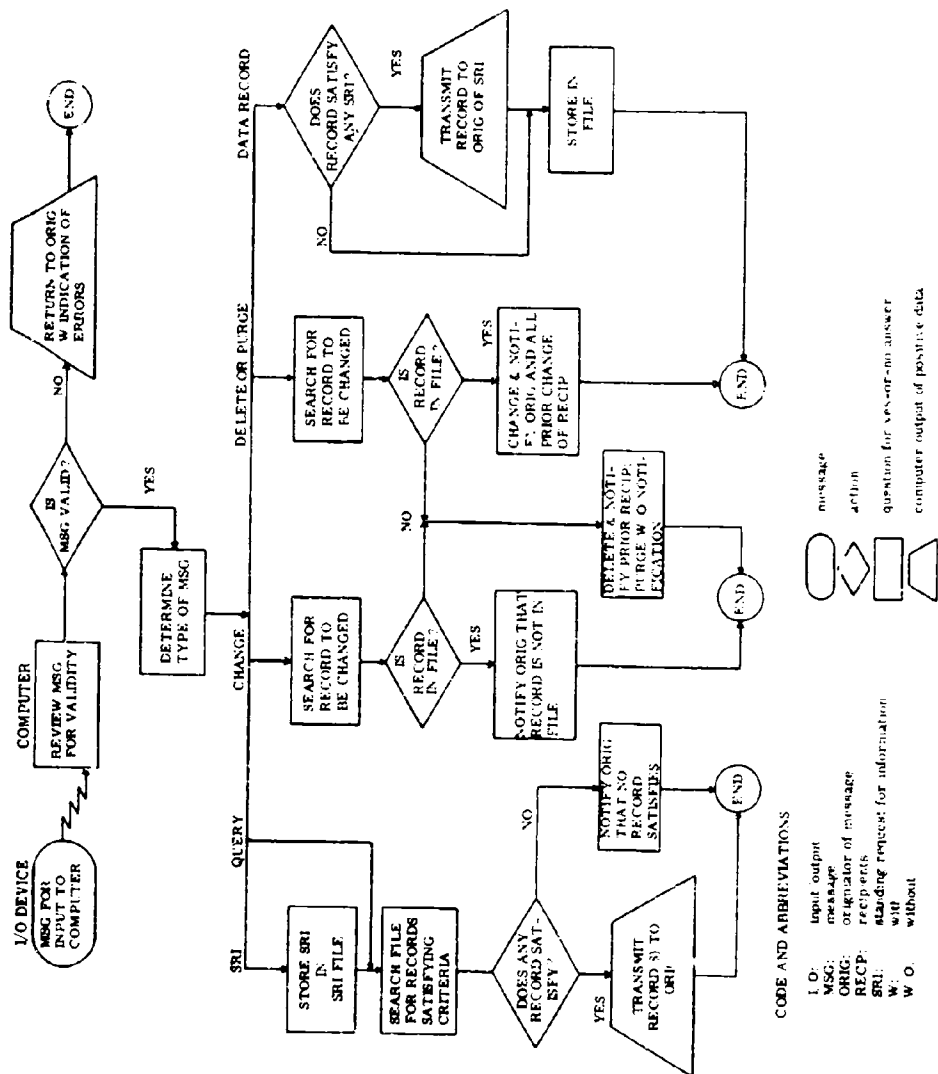 I/O DEVICE
MSG FOR
INPUT TO
COMPUTER
COMPUTER
REVIEW MSG
FOR VALIDITY
IS
MSG VALID?
NO
RETURN TO ORIG
W INDICATION OF
ERRORS
END
YES
DETERMINE
TYPE OF MSG
SRI
QUERY
CHANGE
DELETE OR PURGE
DATA RECORD
STORE SRI
IN
SRI FILE
SEARCH FILE
FOR RECORDS
SATISFYING
CRITERIA
DOES ANY
RECORD SAT-
ISFY?
NO
NOTIFY ORIG
THAT NO
RECORD
SATISFIES
YES
TRANSMIT
RECORD S) TO
END
SEARCH FOR
RECORD TO
BE CHANGED
IS
RECORD
IN FILE?
YES
NOTIFY ORIG THAT
RECORD IS NOT IN
FILE
NO
DELETE & NOTI-
FY PRIOR RECIP;
PURGE W O NOTI-
FICATION
END
SEARCH FOR
RECORD TO
BE CHANGED
IS
RECORD
IN FILE?
YES
CHANGE & NOTI-
FY ORIG AND ALL
PRIOR CHANGE
OF RECIP
DOES
RECORD SATISFY
ANY SRI?
NO
YES
TRANSMIT
RECORD TO
ORIG OF SRI
STORE IN
FILE
END
CODE AND ABBREVIATIONS
I O: input output
MSG: message
ORIG: originator of message
RECP: recipients
SRI: standing request for information
W: with
W O: without
message
action
question for yes-or-no answer
computer output of positive data